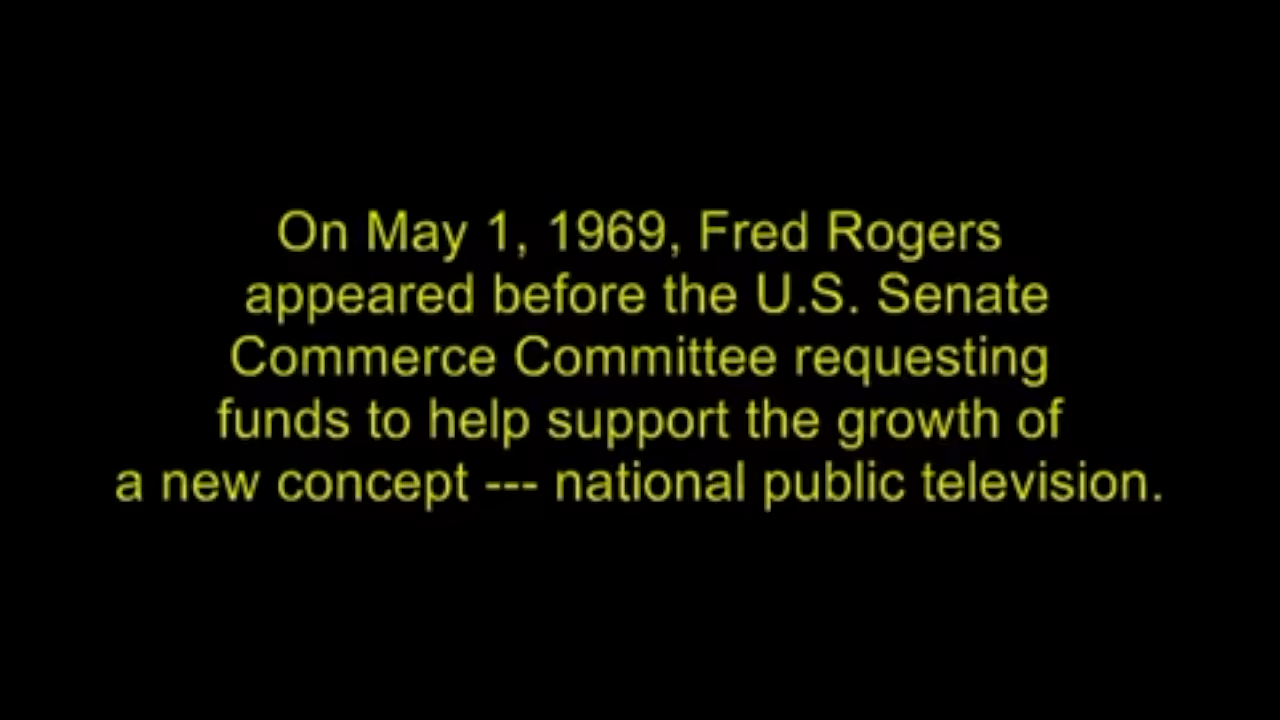 On May 1, 1969, Fred Rogers
appeared before the U.S. Senate
Commerce Committee requesting
funds to help support the growth of
a new concept --- national public television.